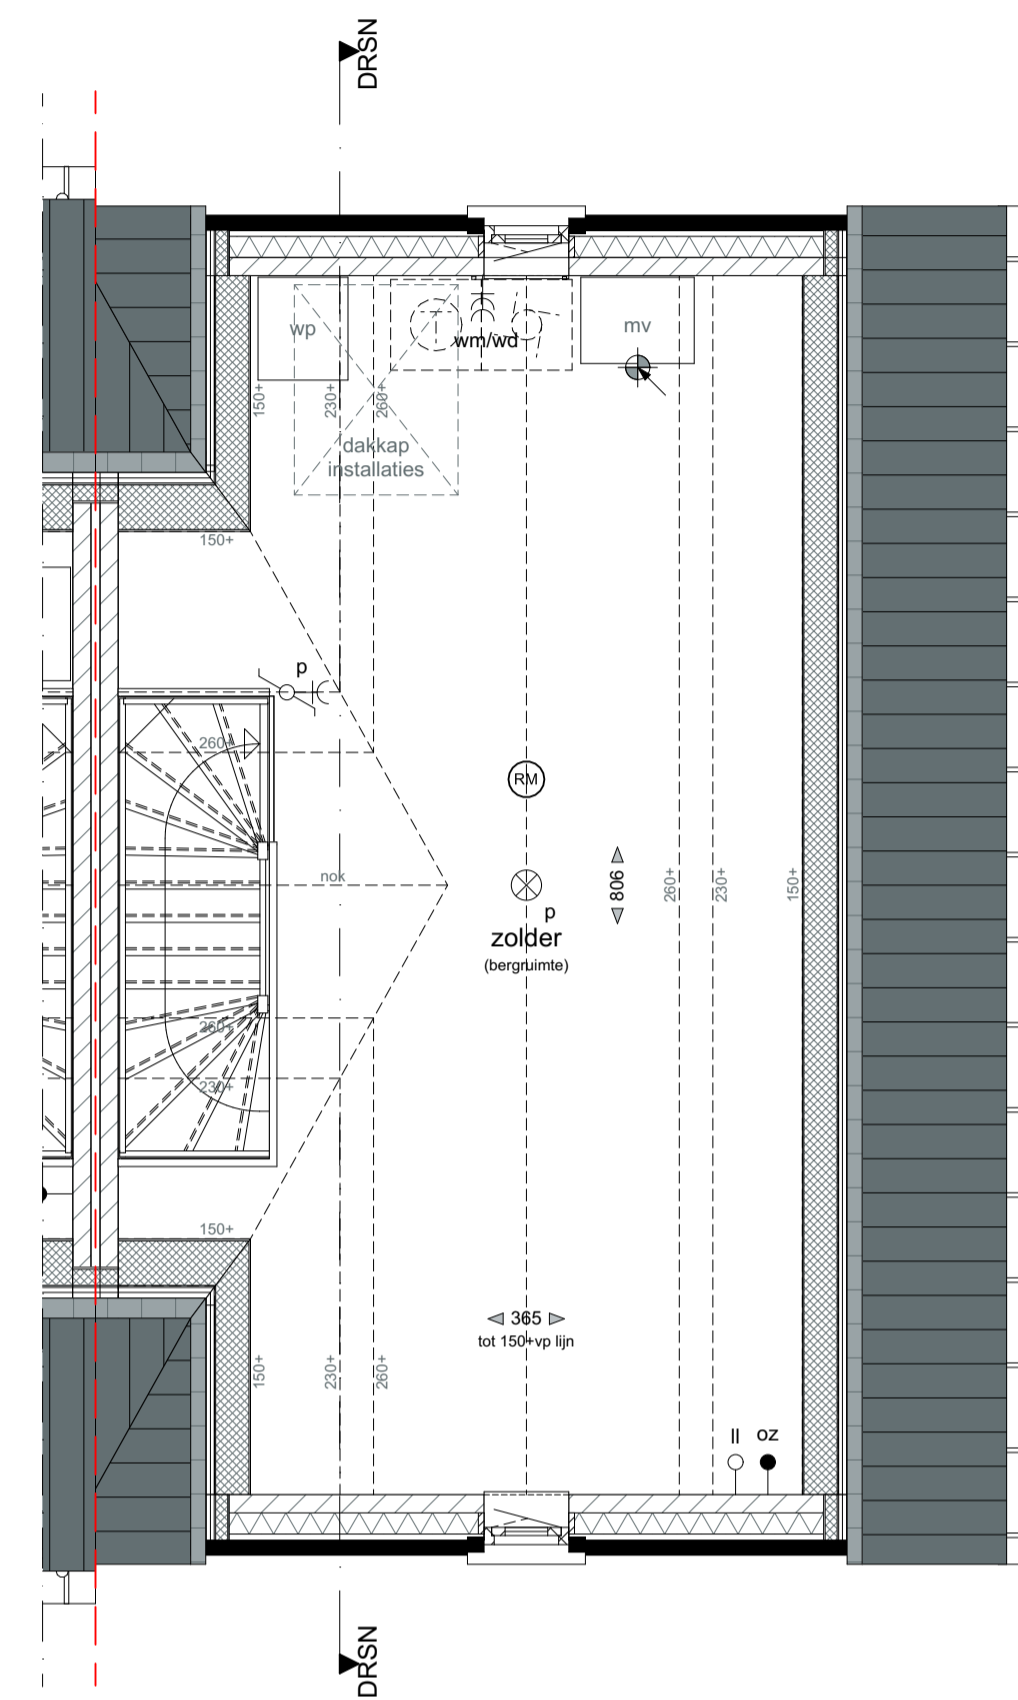 DRSN
wp
wm/wd
mv
150+
230+
260+
dakkap
installaties
150+
p
260+
RM
nok
806
260+
230+
150+
p
zolder
(bergruimte)
260+
230+
150+
365
tot 150+vp lijn
150+
230+
260+
ll
oz
DRSN